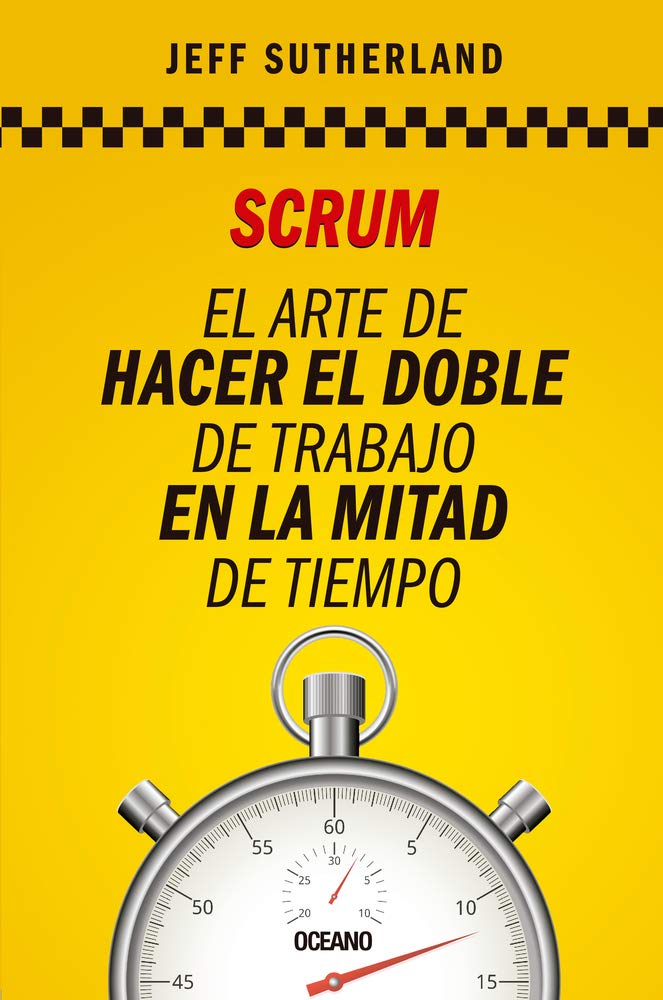 JEFF SUTHERLAND
SCRUM
EL ARTE DE
HACER EL DOBLE
DE TRABAJO
EN LA MITAD
DE TIEMPO
60
55
5
30
25
5
20
10
50
10
OCEANO
45
15